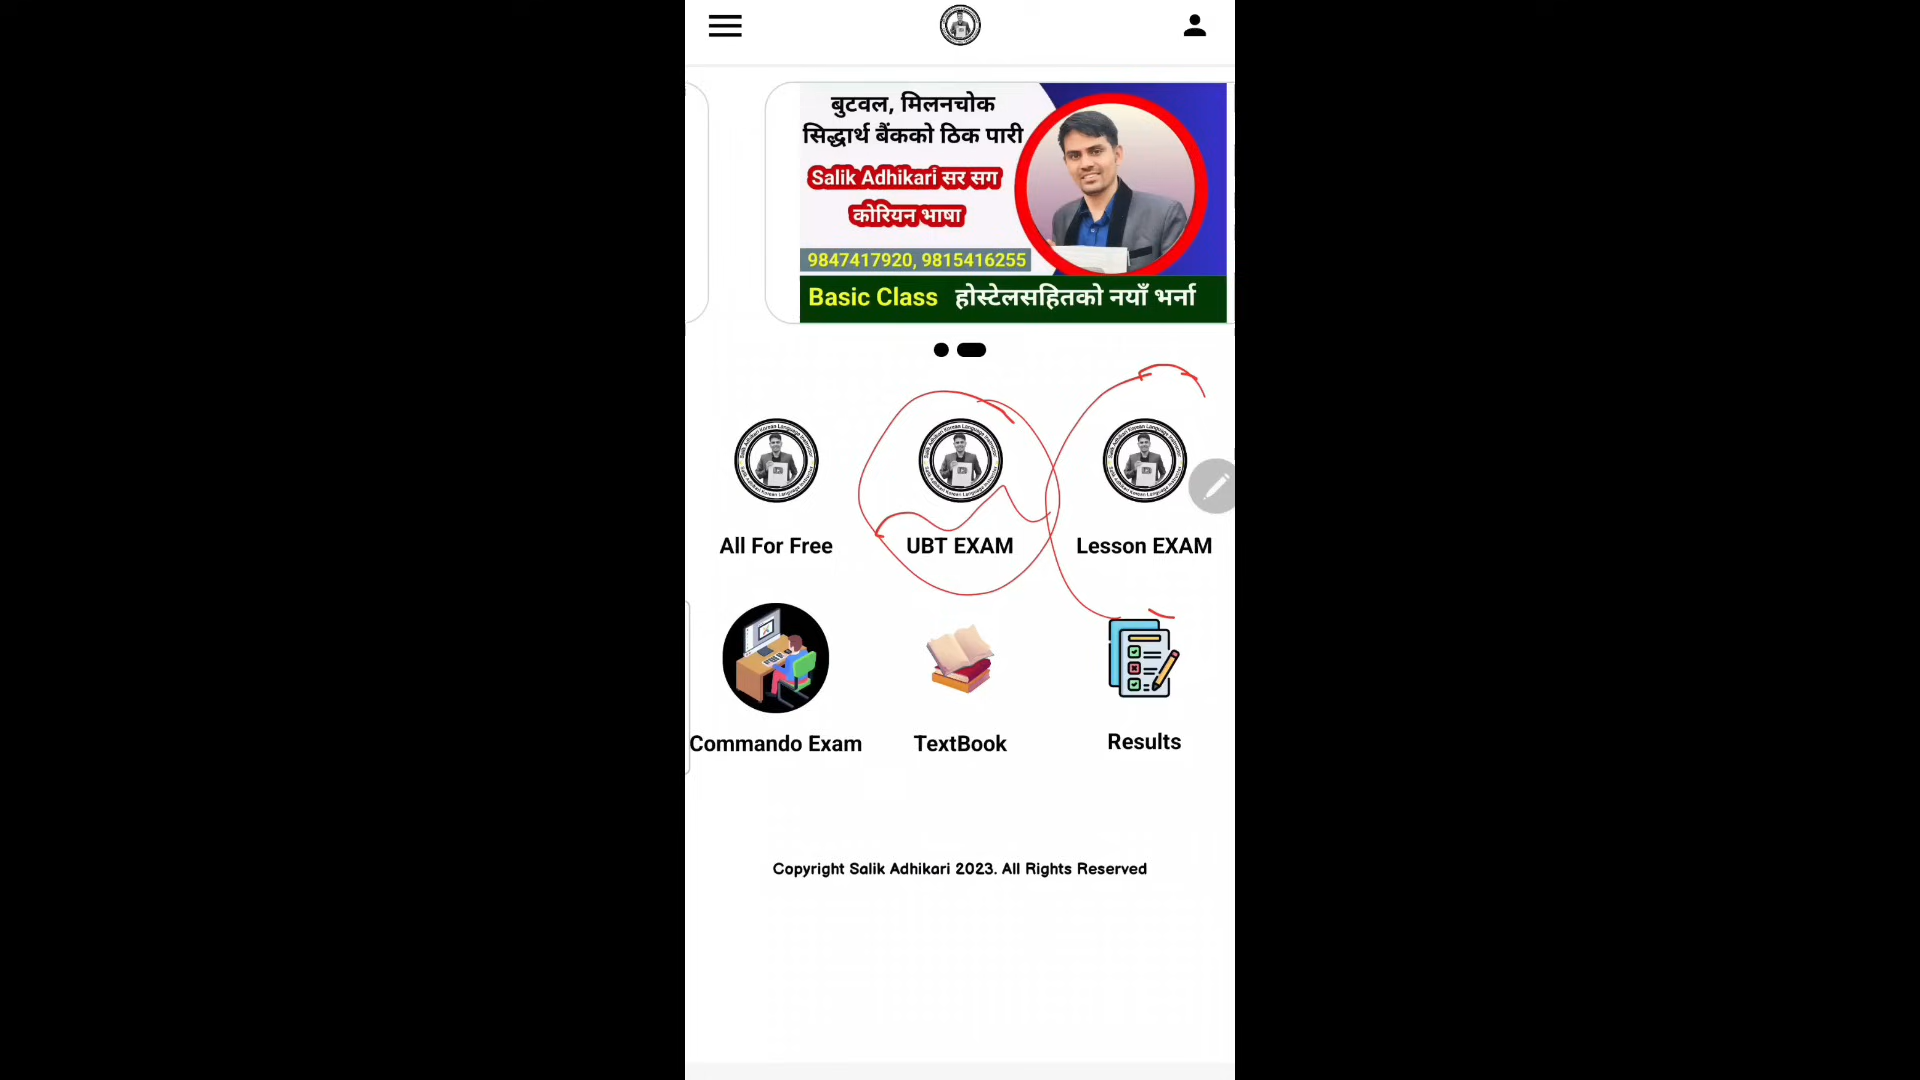 बुटवल, मिलनचोक
सिद्धार्थ बैंकको ठिक पारी
Salik Adhikari सर सग
कोरियन भाषा
9847417920, 9815416255
Basic Class होस्टेलसहितको नयाँ भर्ना
All For Free
UBT EXAM
Lesson EXAM
Commando Exam
TextBook
Results
Copyright Salik Adhikari 2023. All Rights Reserved